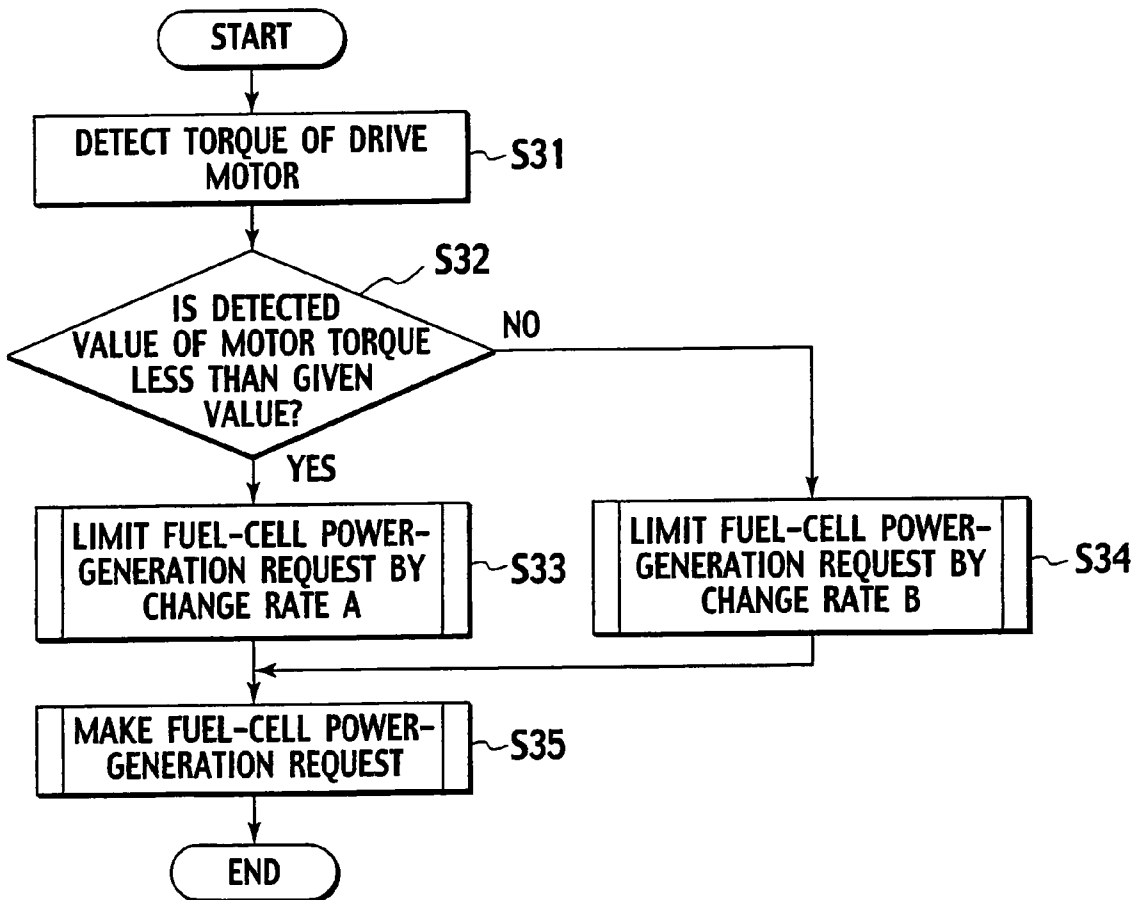 START
DETECT TORQUE OF DRIVE
MOTOR
S31
S32
IS DETECTED
VALUE OF MOTOR TORQUE
LESS THAN GIVEN
VALUE?
NO
YES
LIMIT FUEL-CELL POWER-
GENERATION REQUEST BY
CHANGE RATE A
S33
LIMIT FUEL-CELL POWER-
GENERATION REQUEST BY
CHANGE RATE B
S34
MAKE FUEL-CELL POWER-
GENERATION REQUEST
S35
END